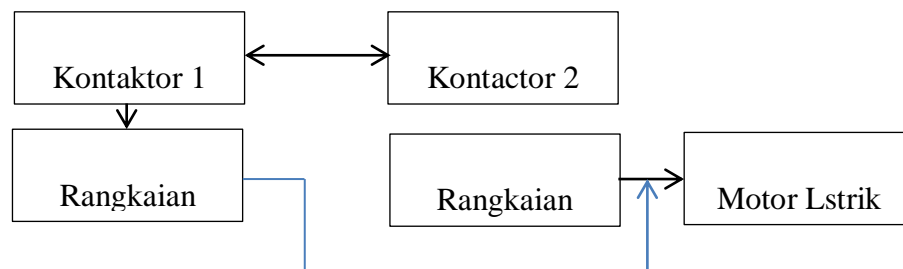 Kontaktor 1
Kontactor 2
Rangkaian
Rangkaian
Motor Lstrik